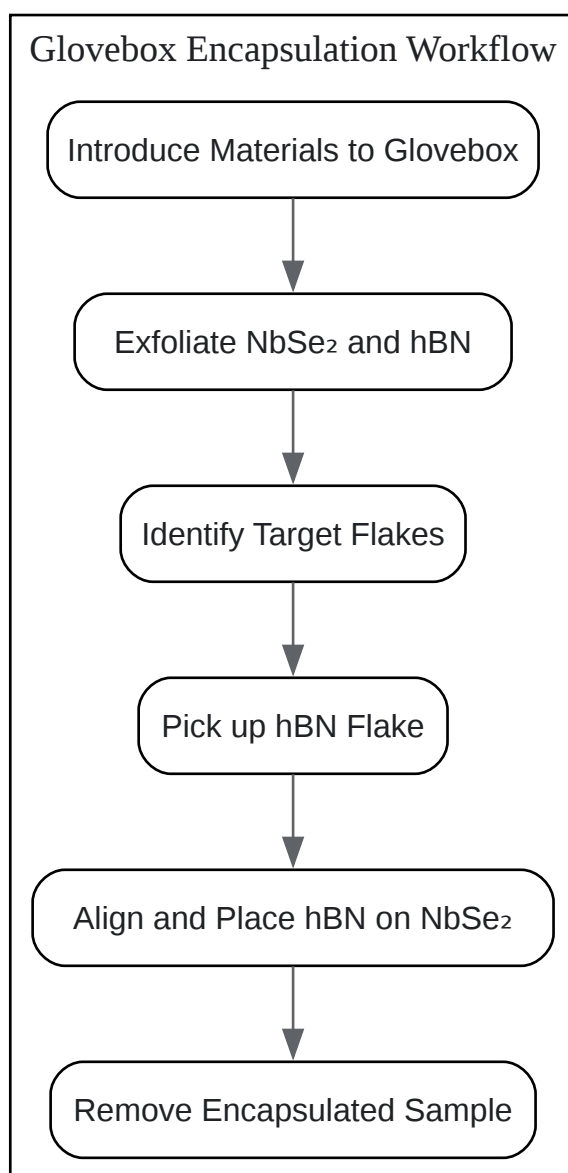 Glovebox Encapsulation Workflow
Introduce Materials to Glovebox
Exfoliate NbSe₂ and hBN
Identify Target Flakes
Pick up hBN Flake
Align and Place hBN on NbSe₂
Remove Encapsulated Sample